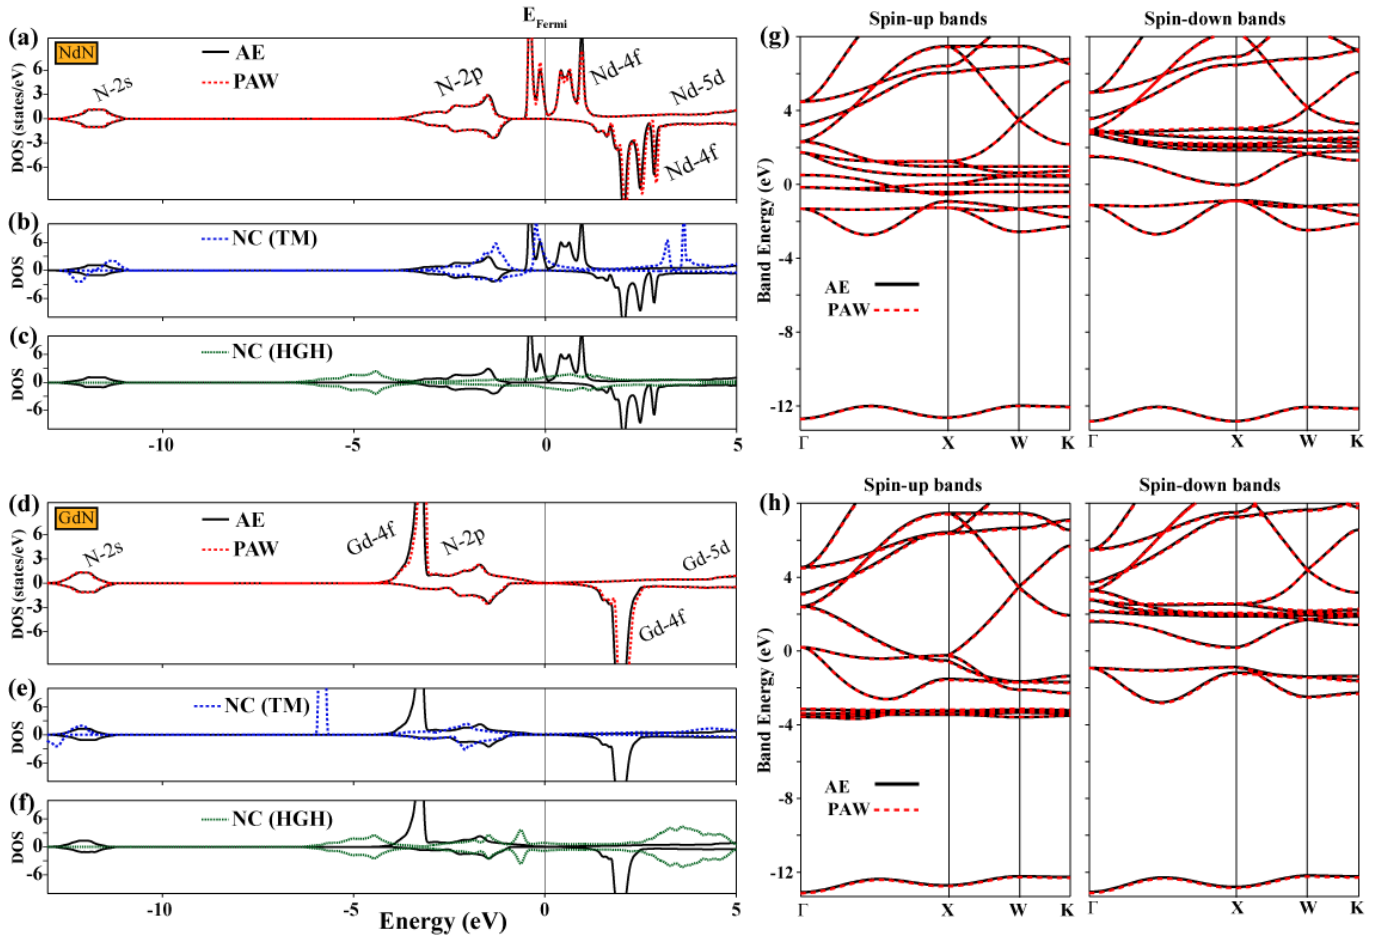 E_Fermi
(a)
NdN
AE
PAW
N-2s
N-2p
Nd-4f
Nd-5d
Nd-4f
DOS (states/eV)
6
3
0
-3
-6
(b)
NC (TM)
DOS
6
0
-6
(c)
NC (HGH)
DOS
6
0
-6
-10
-5
0
5
(d)
GdN
AE
PAW
N-2s
Gd-4f
N-2p
Gd-5d
Gd-4f
DOS (states/eV)
6
3
0
-3
-6
(e)
NC (TM)
DOS
6
0
-6
(f)
NC (HGH)
DOS
6
0
-6
-10
-5
0
5
Energy (eV)
(g)
Spin-up bands
Spin-down bands
Band Energy (eV)
8
4
0
-4
-8
-12
AE
PAW
AE
PAW
Γ
X
W
K
Γ
X
W
K
(h)
Spin-up bands
Spin-down bands
Band Energy (eV)
8
4
0
-4
-8
-12
AE
PAW
Γ
X
W
K
Γ
X
W
K